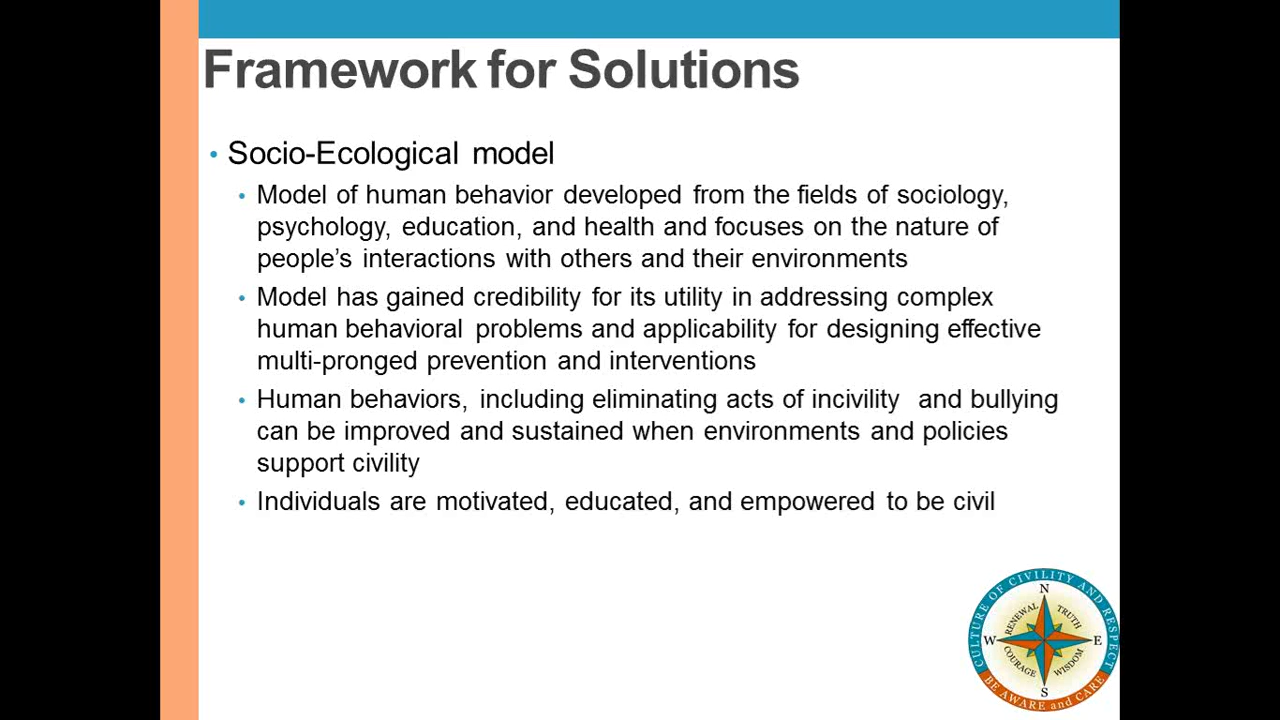 Framework for Solutions
• Socio-Ecological model
• Model of human behavior developed from the fields of sociology,
psychology, education, and health and focuses on the nature of
people’s interactions with others and their environments
• Model has gained credibility for its utility in addressing complex
human behavioral problems and applicability for designing effective
multi-pronged prevention and interventions
• Human behaviors, including eliminating acts of incivility and bullying
can be improved and sustained when environments and policies
support civility
• Individuals are motivated, educated, and empowered to be civil
CULTURE OF CIVILITY AND RESPECT
N
RENEWAL
TRUTH
W
E
COURAGE
WISDOM
S
BE AWARE and CARE